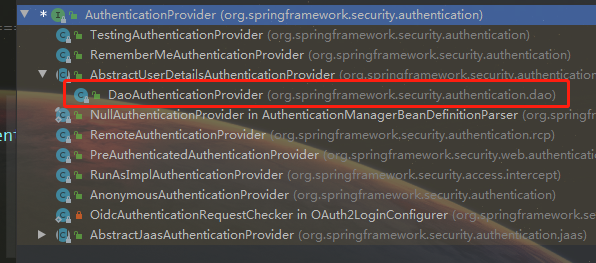 AuthenticationProvider (org.springframework.security.authentication)
TestingAuthenticationProvider (org.springframework.security.authentication)
RememberMeAuthenticationProvider (org.springframework.security.authentication)
AbstractUserDetailsAuthenticationProvider (org.springframework.security.authentication
DaoAuthenticationProvider (org.springframework.security.authentication.dao)
NullAuthenticationProvider in AuthenticationManagerBeanDefinitionParser (org.springfra
RemoteAuthenticationProvider (org.springframework.security.authentication.rcp)
PreAuthenticatedAuthenticationProvider (org.springframework.security.web.authentication
RunAsImplAuthenticationProvider (org.springframework.security.access.intercept)
AnonymousAuthenticationProvider (org.springframework.security.authentication)
OidcAuthenticationRequestChecker in OAuth2LoginConfigurer (org.springframework.security
AbstractJaasAuthenticationProvider (org.springframework.security.authentication.jaas)